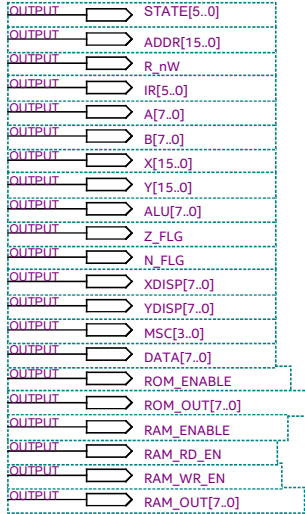 OUTPUT STATE[5..0]
OUTPUT ADDR[15..0]
OUTPUT R_nW
OUTPUT IR[5..0]
OUTPUT A[7..0]
OUTPUT B[7..0]
OUTPUT X[15..0]
OUTPUT Y[15..0]
OUTPUT ALU[7..0]
OUTPUT Z_FLG
OUTPUT N_FLG
OUTPUT XDISP[7..0]
OUTPUT YDISP[7..0]
OUTPUT MSC[3..0]
OUTPUT DATA[7..0]
OUTPUT ROM_ENABLE
OUTPUT ROM_OUT[7..0]
OUTPUT RAM_ENABLE
OUTPUT RAM_RD_EN
OUTPUT RAM_WR_EN
OUTPUT RAM_OUT[7..0]